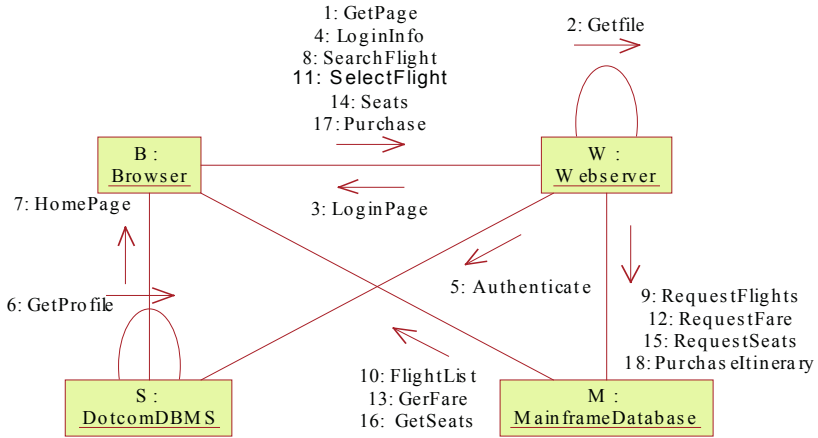 1: GetPage
4: LoginInfo
8: SearchFlight
11: SelectFlight
14: Seats
17: Purchase
2: Getfile
B :
Browser
W :
Webserver
7: HomePage
3: LoginPage
5: Authenticate
6: GetProfile
9: RequestFlights
12: RequestFare
15: RequestSeats
18: PurchaseItinerary
10: FlightList
13: GerFare
16: GetSeats
S :
DotcomDBMS
M :
MainframeDatabase